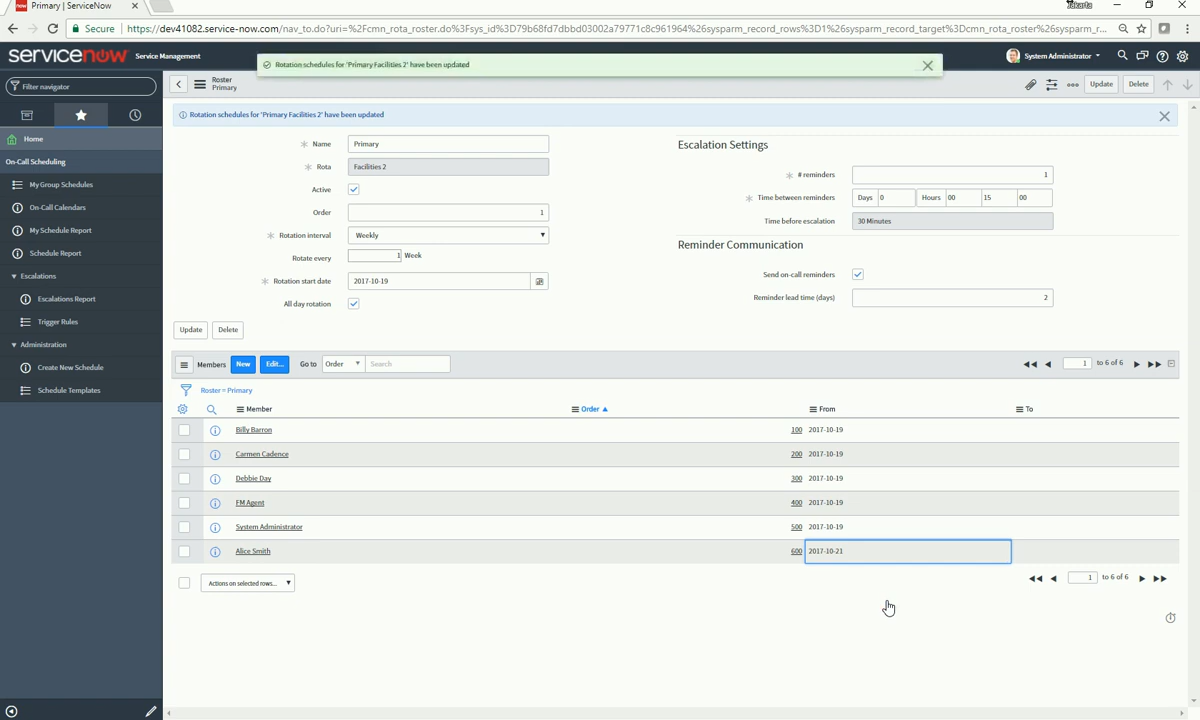 Primary | ServiceNow
Jakarta
Secure
https://dev41082.service-now.com/nav_to.do?uri=%2Fcmn_rota_roster.do%3Fsys_id%3D79b68fd7dbbd03002a79771c8c961964%26sysparm_record_rows%3D1%26sysparm_record_target%3Dcmn_rota_roster%26sysparm_r...
servicenow Service Management
Rotation schedules for 'Primary Facilities 2' have been updated
System Administrator
Filter navigator
Roster
Primary
Update Delete
Home
On-Call Scheduling
My Group Schedules
On-Call Calendars
My Schedule Report
Schedule Report
Escalations
Escalations Report
Trigger Rules
Administration
Create New Schedule
Schedule Templates
Rotation schedules for 'Primary Facilities 2' have been updated
Name Primary
Rota Facilities 2
Active
Order 1
Rotation interval Weekly
Rotate every 1 Week
Rotation start date 2017-10-19
All day rotation
Escalation Settings
# reminders 1
Time between reminders Days 0 Hours 00 15 00
Time before escalation 30 Minutes
Reminder Communication
Send on-call reminders
Reminder lead time (days) 2
Update Delete
Members New Edit... Go to Order Search 1 to 6 of 6
Roster = Primary
Member Order From To
Billy Barron 100 2017-10-19
Carmen Cadence 200 2017-10-19
Debbie Day 300 2017-10-19
FM Agent 400 2017-10-19
System Administrator 500 2017-10-19
Alice Smith 600 2017-10-21
Actions on selected rows... 1 to 6 of 6